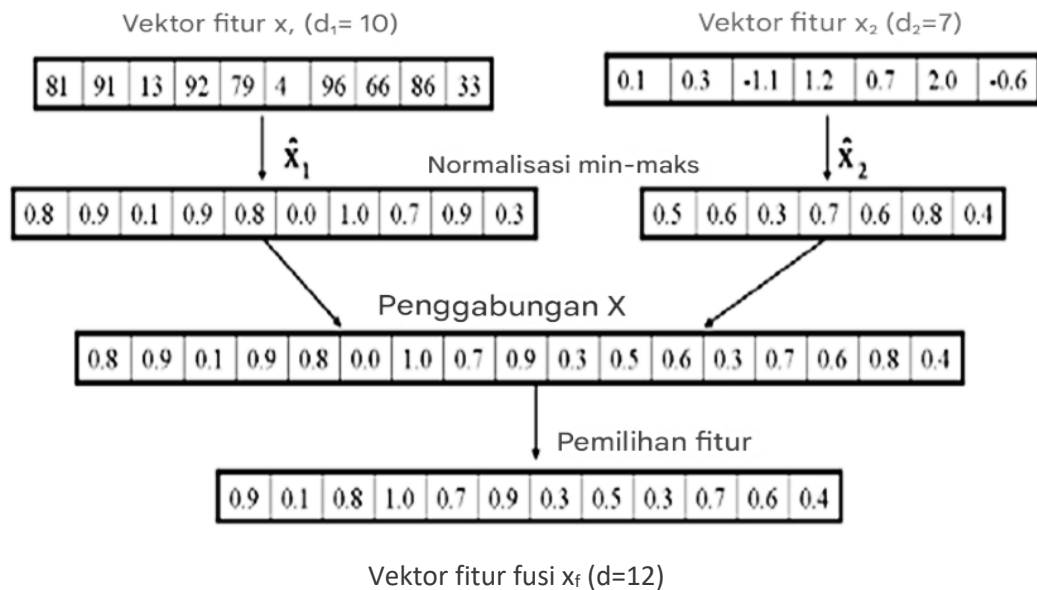 Vektor fitur x, (d₁= 10)
Vektor fitur x₂ (d₂=7)
81 91 13 92 79 4 96 66 86 33
0.1 0.3 -1.1 1.2 0.7 2.0 -0.6
x̂₁
Normalisasi min-maks
x̂₂
0.8 0.9 0.1 0.9 0.8 0.0 1.0 0.7 0.9 0.3
0.5 0.6 0.3 0.7 0.6 0.8 0.4
Penggabungan X
0.8 0.9 0.1 0.9 0.8 0.0 1.0 0.7 0.9 0.3 0.5 0.6 0.3 0.7 0.6 0.8 0.4
Pemilihan fitur
0.9 0.1 0.8 1.0 0.7 0.9 0.3 0.5 0.3 0.7 0.6 0.4
Vektor fitur fusi xf (d=12)